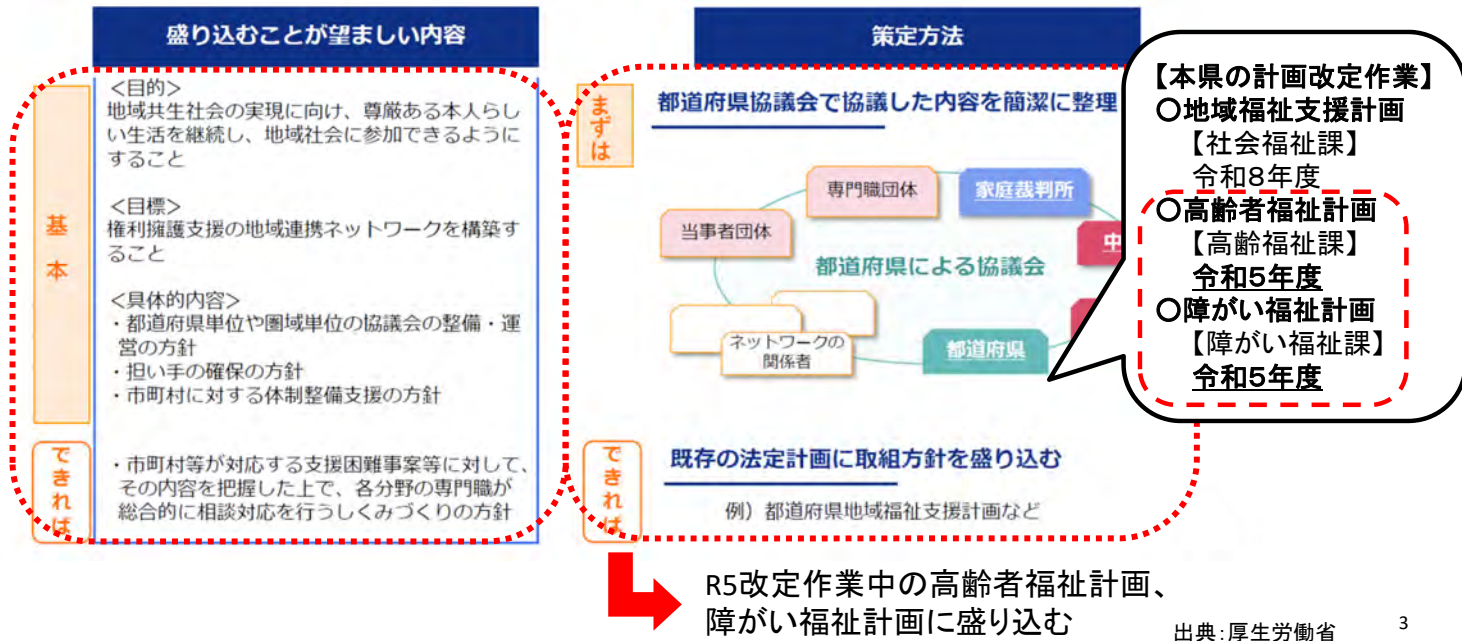 盛り込むことが望ましい内容
基本
<目的>
地域共生社会の実現に向け、尊厳ある本人らし
い生活を継続し、地域社会に参加できるように
すること
<目標>
権利擁護支援の地域連携ネットワークを構築す
ること
<具体的内容>
・都道府県単位や圏域単位の協議会の整備・運
営の方針
・担い手の確保の方針
・市町村に対する体制整備支援の方針
できれば
・市町村等が対応する支援困難事案等に対して、
その内容を把握した上で、各分野の専門職が
総合的に相談対応を行うしくみづくりの方針
策定方法
まずは
都道府県協議会で協議した内容を簡潔に整理
専門職団体
家庭裁判所
当事者団体
中
都道府県による協議会
ネットワークの
関係者
都道府県
できれば
既存の法定計画に取組方針を盛り込む
例）都道府県地域福祉支援計画など
【本県の計画改定作業】
〇地域福祉支援計画
【社会福祉課】
令和8年度
〇高齢者福祉計画
【高齢福祉課】
令和5年度
〇障がい福祉計画
【障がい福祉課】
令和5年度
R5改定作業中の高齢者福祉計画、
障がい福祉計画に盛り込む
出典：厚生労働省
3